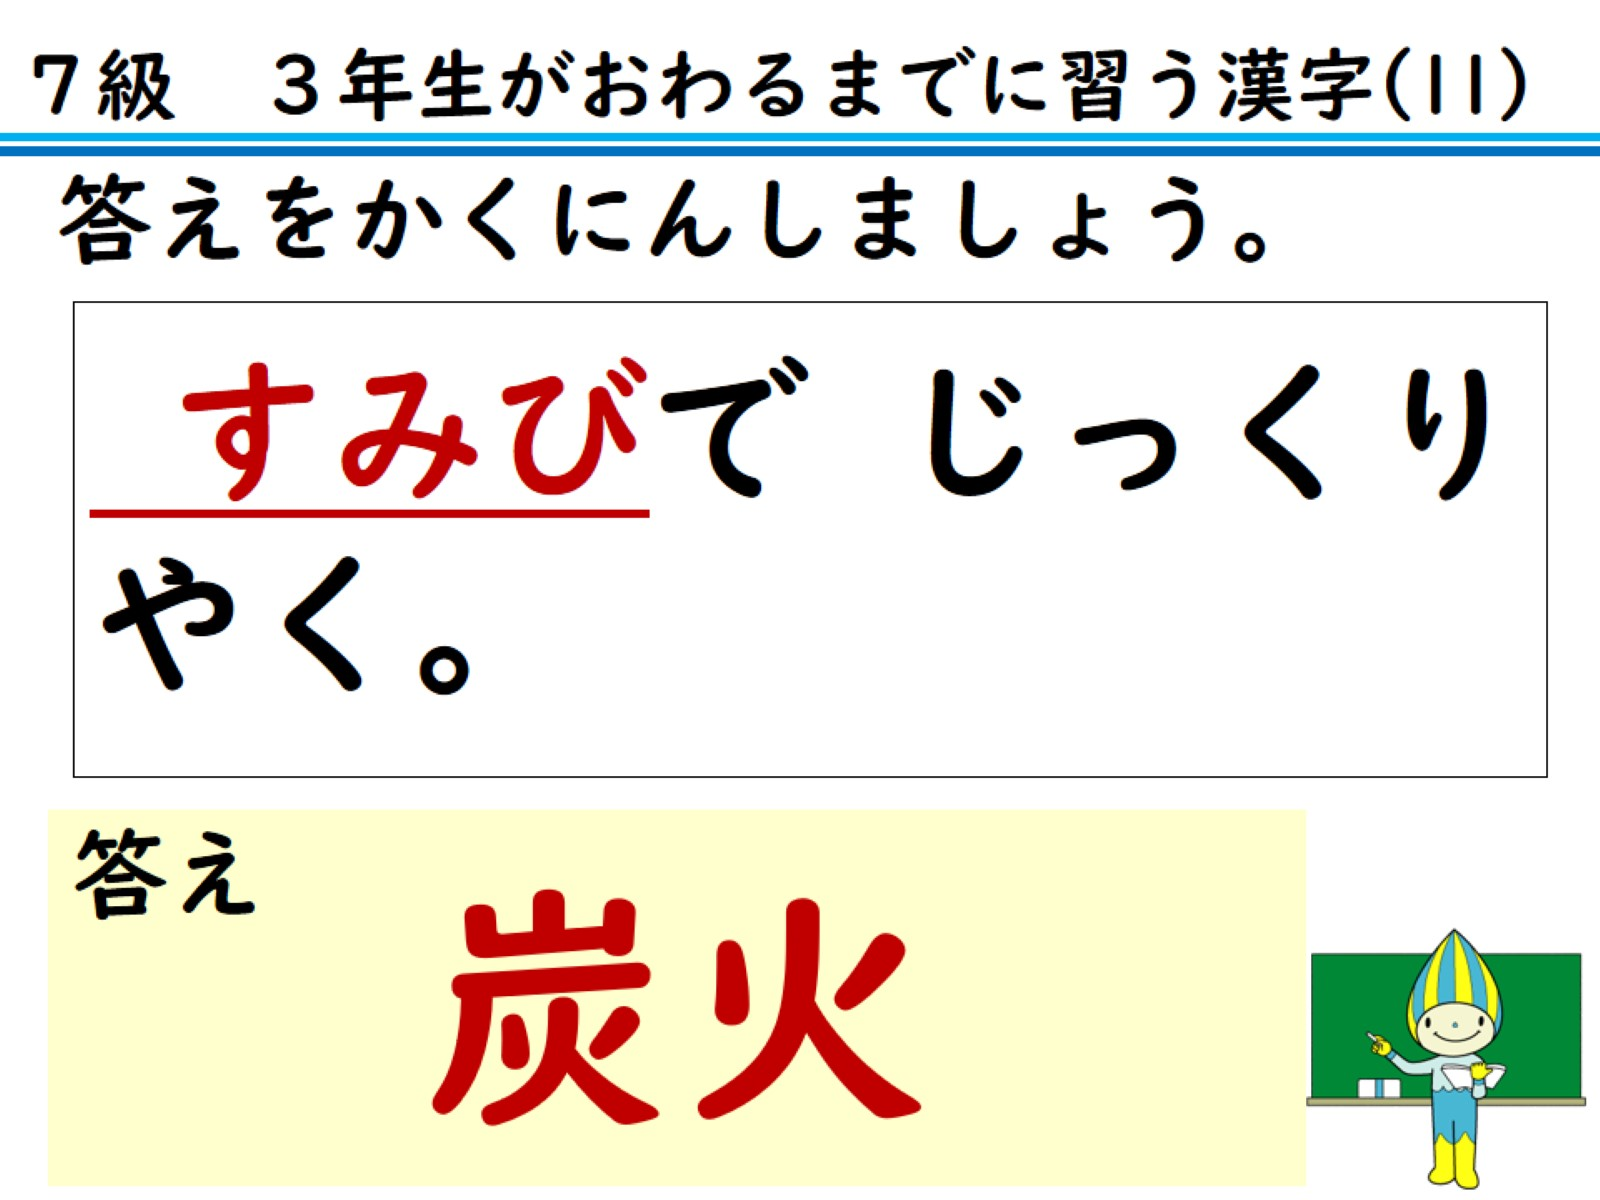 ７級　３年生がおわるまでに習う漢字(11)
答えをかくにんしましょう。
すみびで じっくり
やく。
答え
炭火